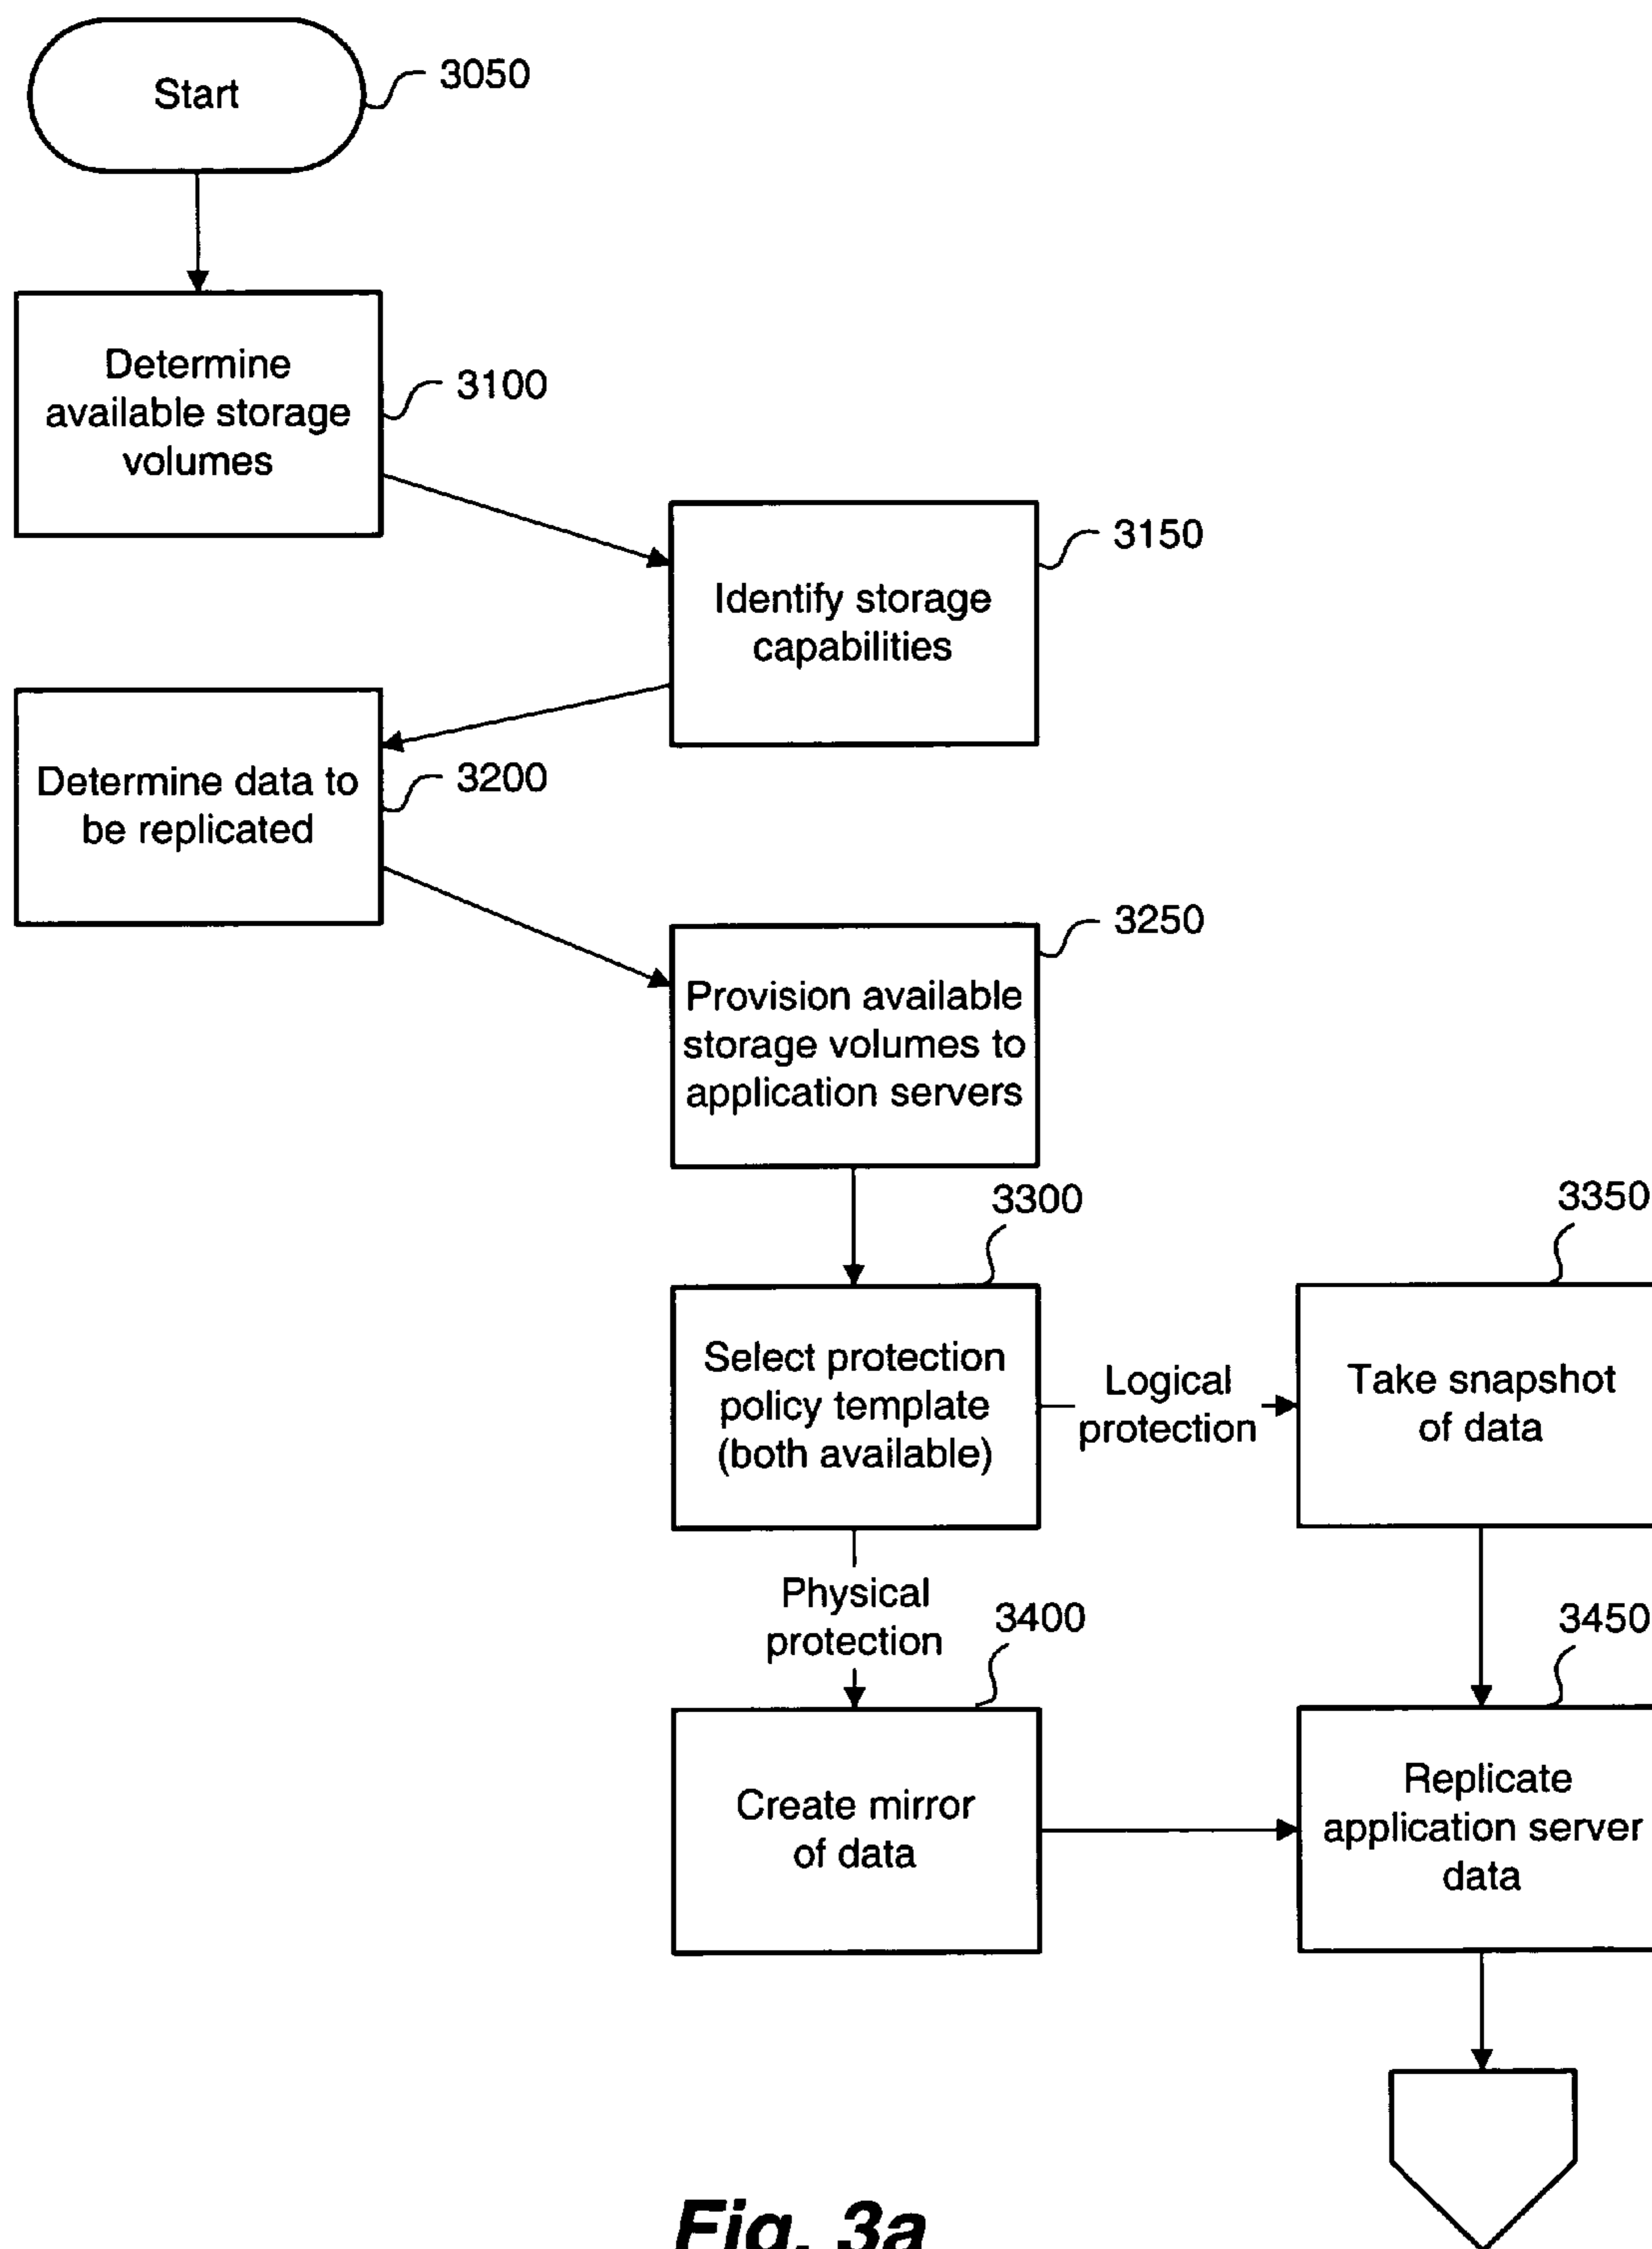 Start
3050
Determine
available storage
volumes
3100
Identify storage
capabilities
3150
Determine data to
be replicated
3200
Provision available
storage volumes to
application servers
3250
Select protection
policy template
(both available)
3300
Logical
protection
Take snapshot
of data
3350
Physical
protection
Create mirror
of data
3400
Replicate
application server
data
3450
Fig. 3a